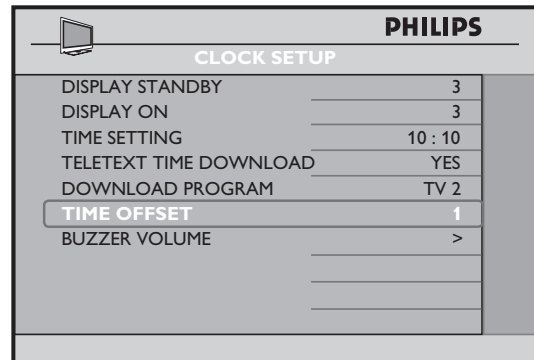 PHILIPS
CLOCK SETUP
DISPLAY STANDBY 3
DISPLAY ON 3
TIME SETTING 10 : 10
TELETEXT TIME DOWNLOAD YES
DOWNLOAD PROGRAM TV 2
TIME OFFSET 1
BUZZER VOLUME >